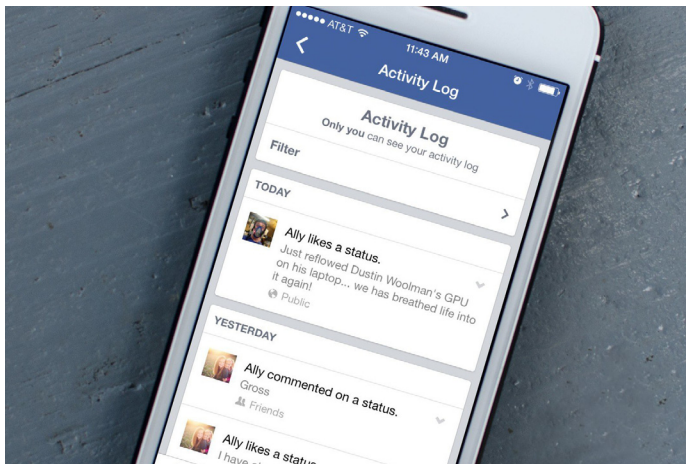 AT&T
11:43 AM
Activity Log
Activity Log
Only you can see your activity log
Filter
TODAY
Ally likes a status.
Just reflowed Dustin Woolman's GPU
on his laptop... we has breathed life into
it again!
Public
YESTERDAY
Ally commented on a status.
Gross
Friends
Ally likes a status.
I have